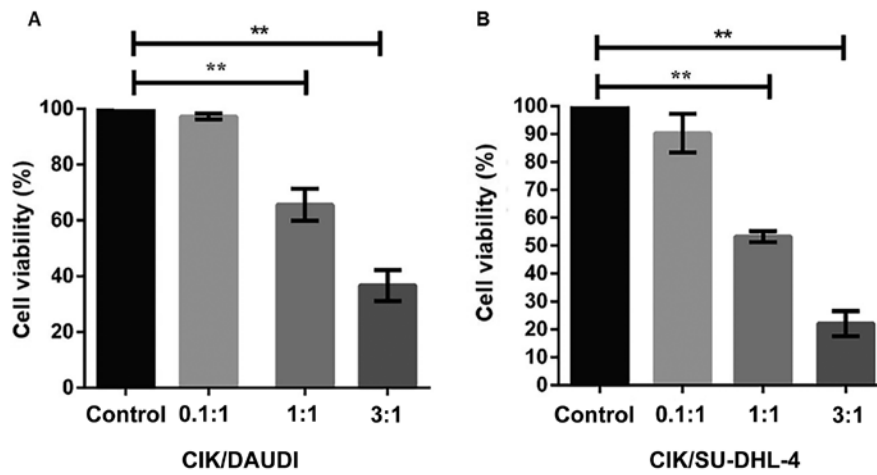 A
**
**
Cell viability (%)
100
80
60
40
20
0
Control 0.1:1 1:1 3:1
CIK/DAUDI
B
**
**
Cell viability (%)
100
90
80
70
60
50
40
30
20
10
0
Control 0.1:1 1:1 3:1
CIK/SU-DHL-4